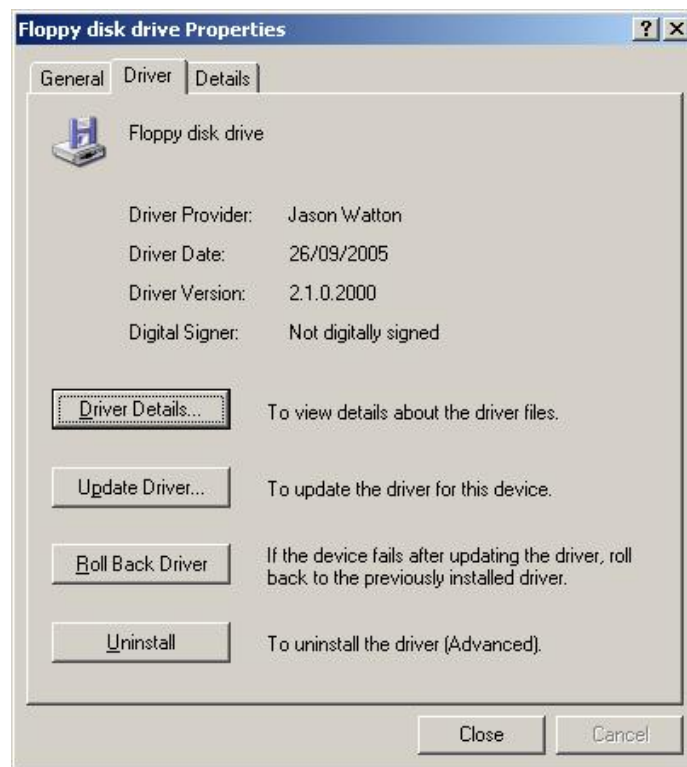 Floppy disk drive Properties
General Driver Details
Floppy disk drive
Driver Provider: Jason Watton
Driver Date: 26/09/2005
Driver Version: 2.1.0.2000
Digital Signer: Not digitally signed
Driver Details... To view details about the driver files.
Update Driver... To update the driver for this device.
Roll Back Driver If the device fails after updating the driver, roll
back to the previously installed driver.
Uninstall To uninstall the driver (Advanced).
Close Cancel